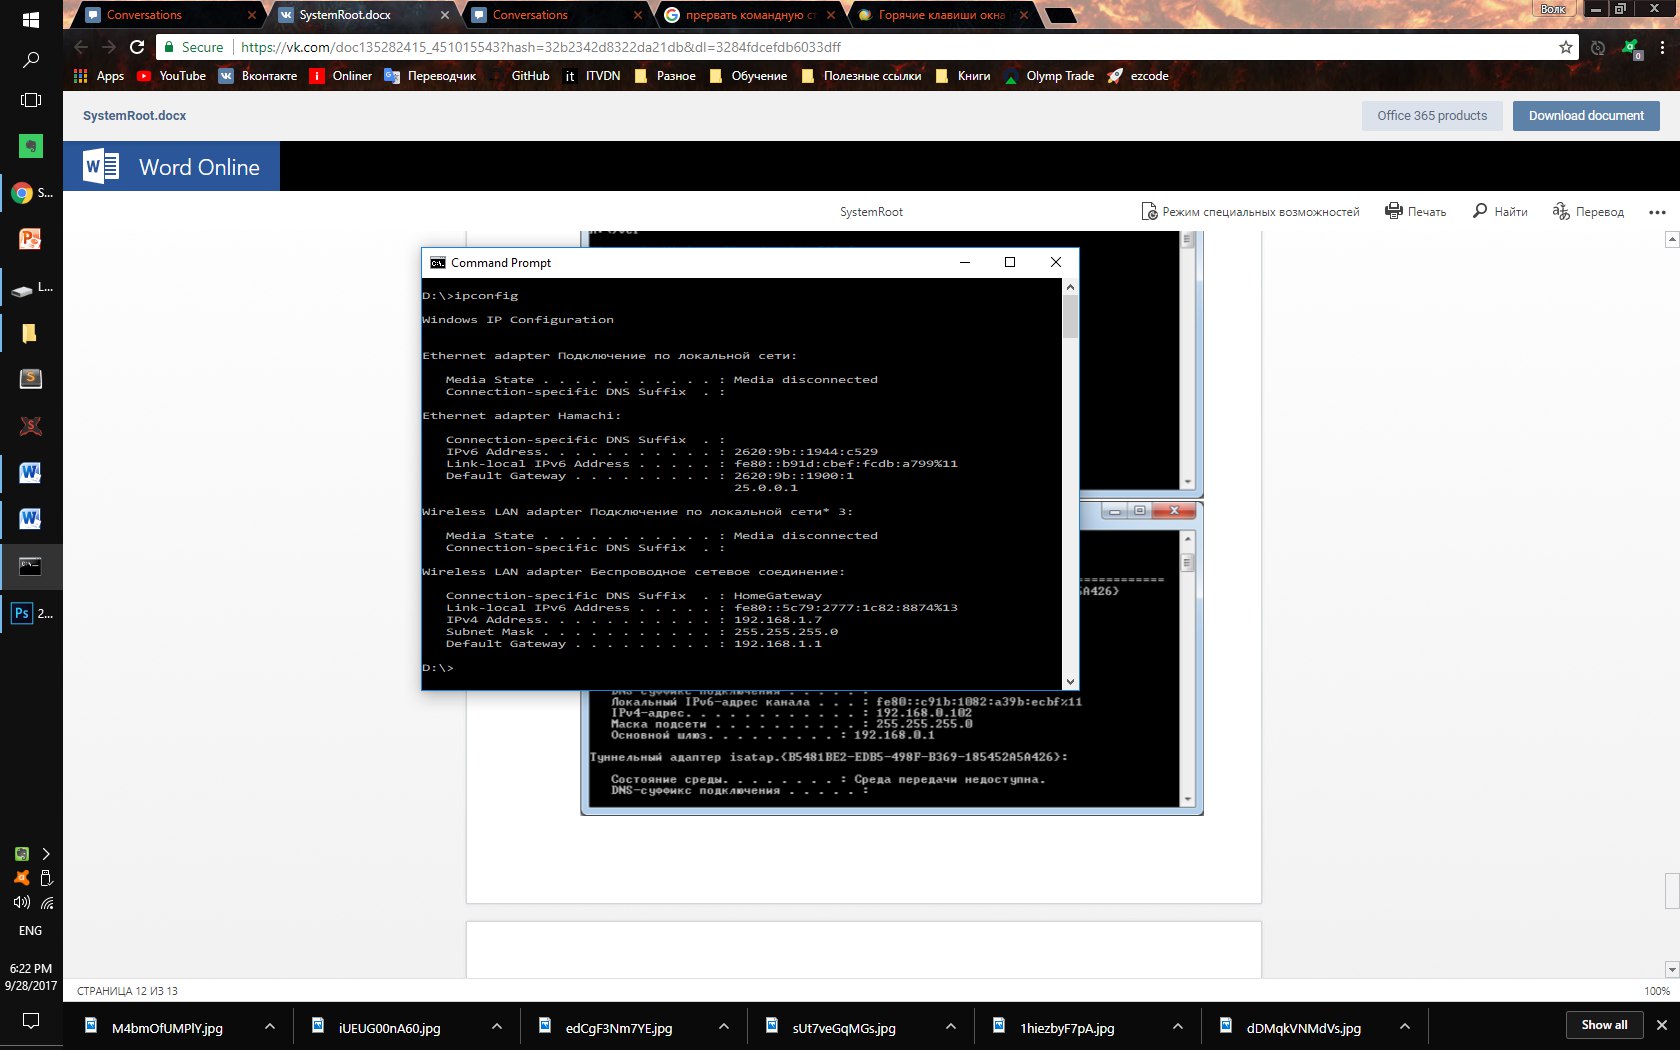 Conversations
SystemRoot.docx
Conversations
прервать командную ст
Горячие клавиши окна
Волк
Secure
https://vk.com/doc135282415_451015543?hash=32b2342d8322da21db&dl=3284fdcefdb6033dff
Apps
YouTube
Вконтакте
Onliner
Переводчик
GitHub
ITVDN
Разное
Обучение
Полезные ссылки
Книги
Olymp Trade
ezcode
SystemRoot.docx
Office 365 products
Download document
Word Online
SystemRoot
Режим специальных возможностей
Печать
Найти
Перевод
Command Prompt
D:\>ipconfig
Windows IP Configuration
Ethernet adapter Подключение по локальной сети:
Media State . . . . . . . . . . . : Media disconnected
Connection-specific DNS Suffix  . :
Ethernet adapter Hamachi:
Connection-specific DNS Suffix  . :
IPv6 Address. . . . . . . . . . . : 2620:9b::1944:c529
Link-local IPv6 Address . . . . . : fe80::b91d:cbef:fcdb:a799%11
Default Gateway . . . . . . . . . : 2620:9b::1900:1
25.0.0.1
Wireless LAN adapter Подключение по локальной сети* 3:
Media State . . . . . . . . . . . : Media disconnected
Connection-specific DNS Suffix  . :
Wireless LAN adapter Беспроводное сетевое соединение:
Connection-specific DNS Suffix  . : HomeGateway
Link-local IPv6 Address . . . . . : fe80::5c79:2777:1c82:8874%13
IPv4 Address. . . . . . . . . . . : 192.168.1.7
Subnet Mask . . . . . . . . . . . : 255.255.255.0
Default Gateway . . . . . . . . . : 192.168.1.1
D:\>
============
5A426}
DNS-суффикс подключения . . . . . :
Локальный IPv6-адрес канала . . . : fe80::c91b:1082:a39b:ecbf%11
IPv4-адрес. . . . . . . . . . . . : 192.168.0.102
Маска подсети . . . . . . . . . . : 255.255.255.0
Основной шлюз. . . . . . . . . : 192.168.0.1
Туннельный адаптер isatap.{B5481BE2-EDB5-498F-B369-185452A5A426}:
Состояние среды. . . . . . . . : Среда передачи недоступна.
DNS-суффикс подключения . . . . . :
S...
L...
2...
ENG
6:22 PM
9/28/2017
СТРАНИЦА 12 ИЗ 13
100%
M4bmOfUMPlY.jpg
iUEUG00nA60.jpg
edCgF3Nm7YE.jpg
sUt7veGqMGs.jpg
1hiezbyF7pA.jpg
dDMqkVNMdVs.jpg
Show all